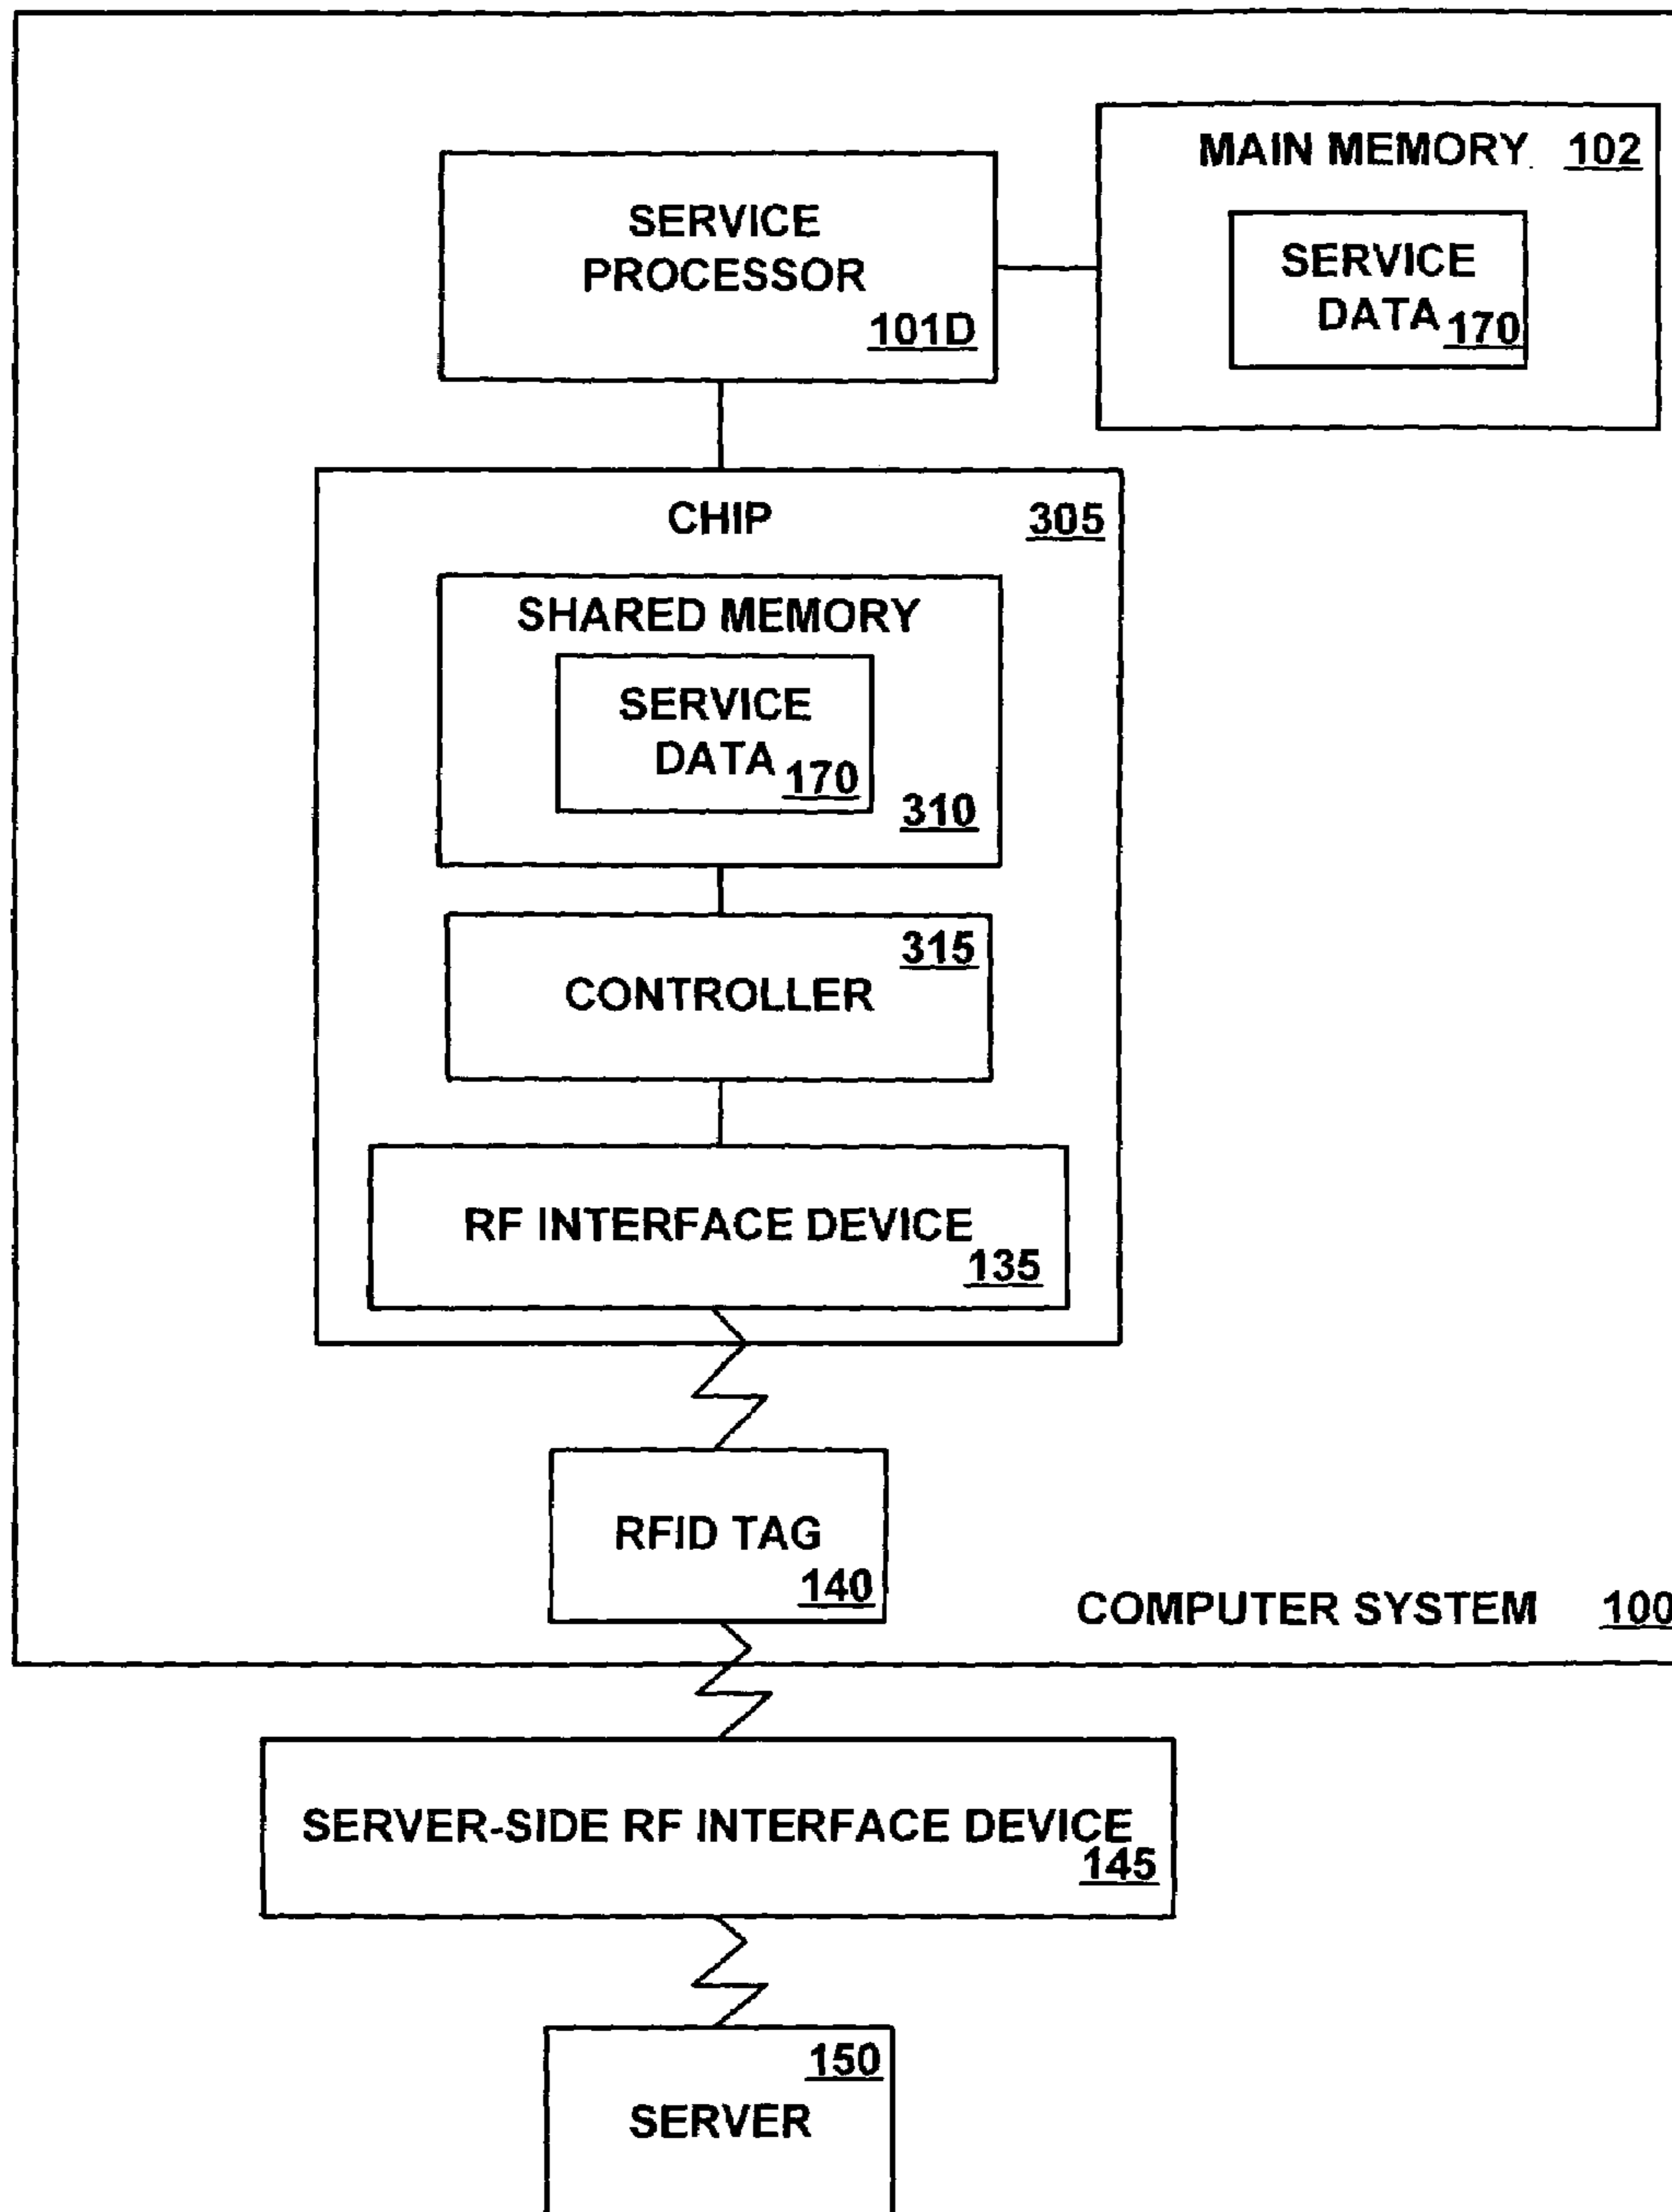 MAIN MEMORY 102
SERVICE
DATA 170
SERVICE
PROCESSOR
101D
CHIP 305
SHARED MEMORY
SERVICE
DATA 170
310
315
CONTROLLER
RF INTERFACE DEVICE
135
RFID TAG
140
COMPUTER SYSTEM 100
SERVER-SIDE RF INTERFACE DEVICE
145
150
SERVER